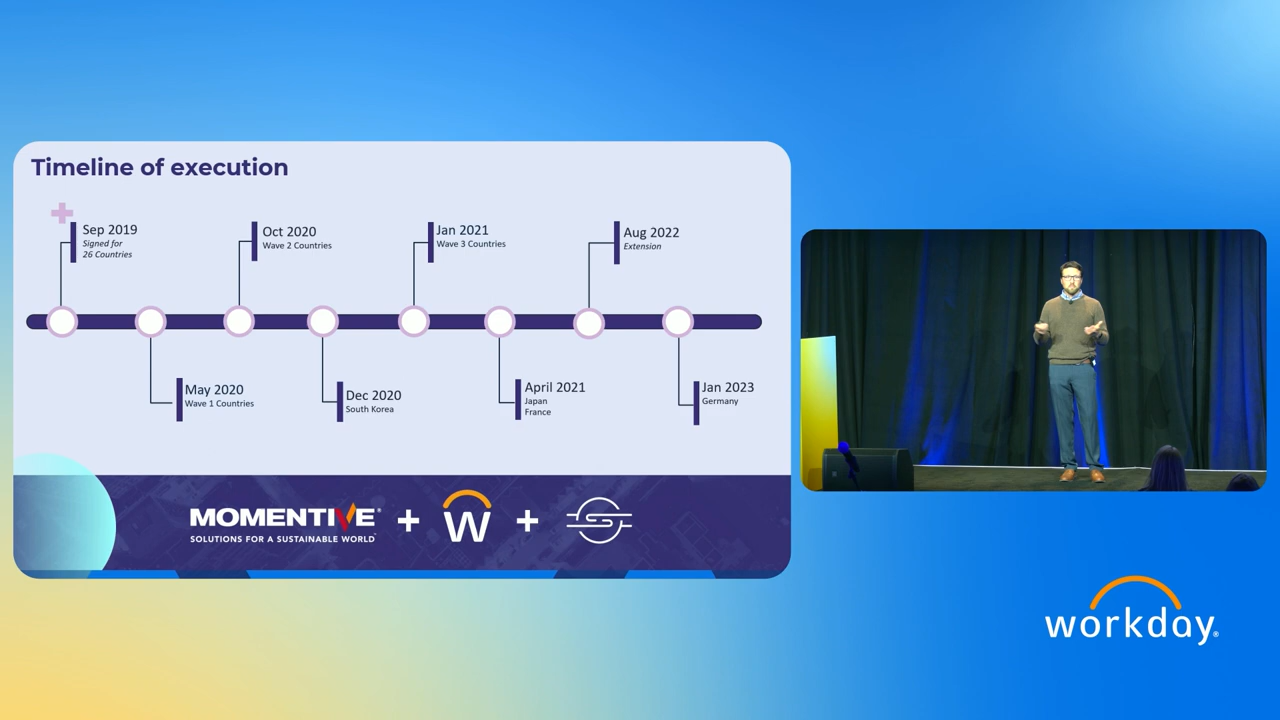 Timeline of execution
Sep 2019
Signed for
26 Countries
Oct 2020
Wave 2 Countries
Jan 2021
Wave 3 Countries
Aug 2022
Extension
May 2020
Wave 1 Countries
Dec 2020
South Korea
April 2021
Japan
France
Jan 2023
Germany
MOMENTIVE®
SOLUTIONS FOR A SUSTAINABLE WORLD
+ W +
workday®